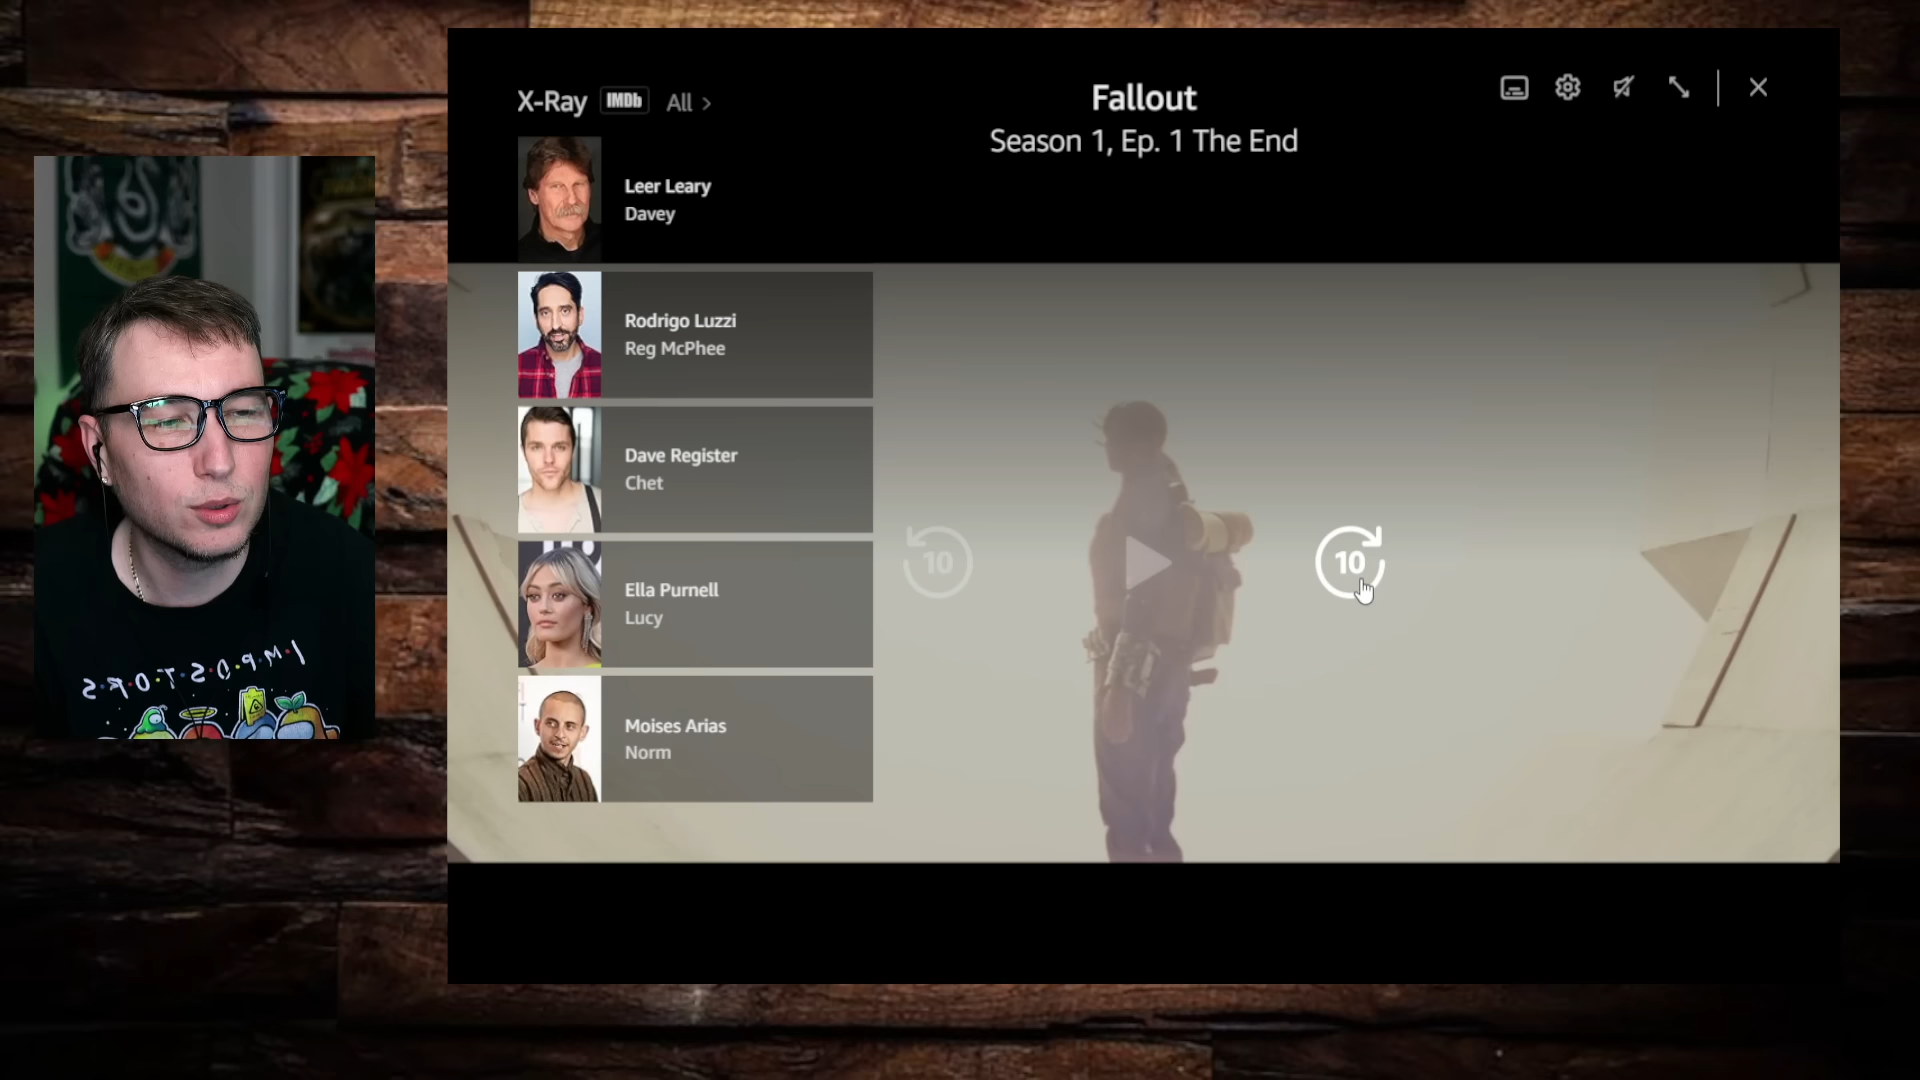 X-Ray IMDb All >
Fallout
Season 1, Ep. 1 The End
Leer Leary
Davey
Rodrigo Luzzi
Reg McPhee
Dave Register
Chet
Ella Purnell
Lucy
Moises Arias
Norm
10
10
I·M·P·O·S·T·O·R·S